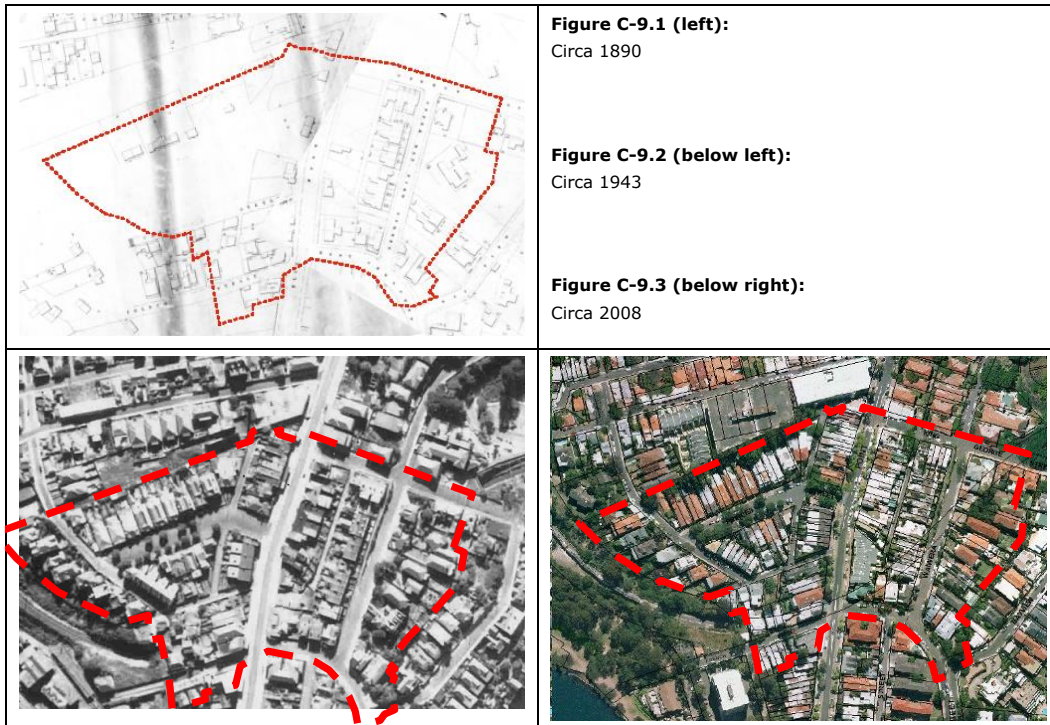 Figure C-9.1 (left):
Circa 1890
Figure C-9.2 (below left):
Circa 1943
Figure C-9.3 (below right):
Circa 2008